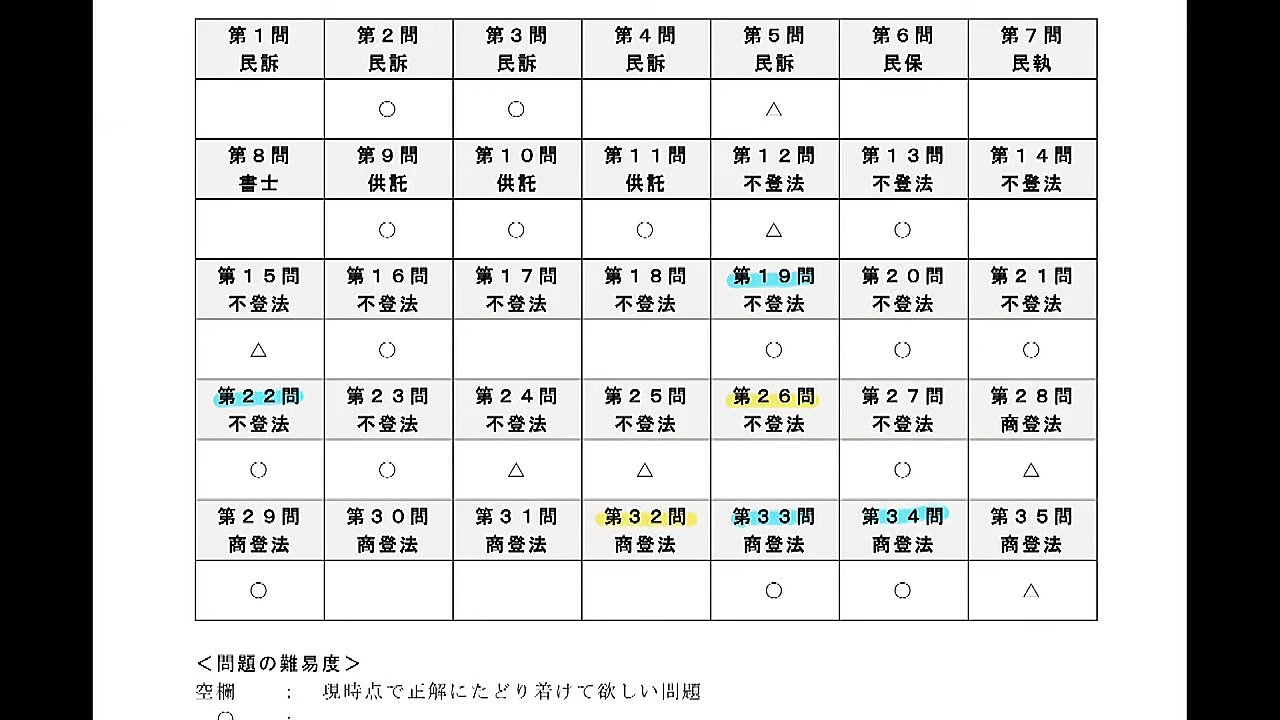 第1問 第2問 第3問 第4問 第5問 第6問 第7問
民訴 民訴 民訴 民訴 民訴 民保 民執
○ ○ △
第8問 第9問 第10問 第11問 第12問 第13問 第14問
書士 供託 供託 供託 不登法 不登法 不登法
○ ○ ○ △ ○
第15問 第16問 第17問 第18問 第19問 第20問 第21問
不登法 不登法 不登法 不登法 不登法 不登法 不登法
△ ○ ○ ○ ○
第22問 第23問 第24問 第25問 第26問 第27問 第28問
不登法 不登法 不登法 不登法 不登法 不登法 商登法
○ ○ △ △ ○ △
第29問 第30問 第31問 第32問 第33問 第34問 第35問
商登法 商登法 商登法 商登法 商登法 商登法 商登法
○ ○ ○ △
＜問題の難易度＞
空欄 : 現時点で正解にたどり着けて欲しい問題
○ :